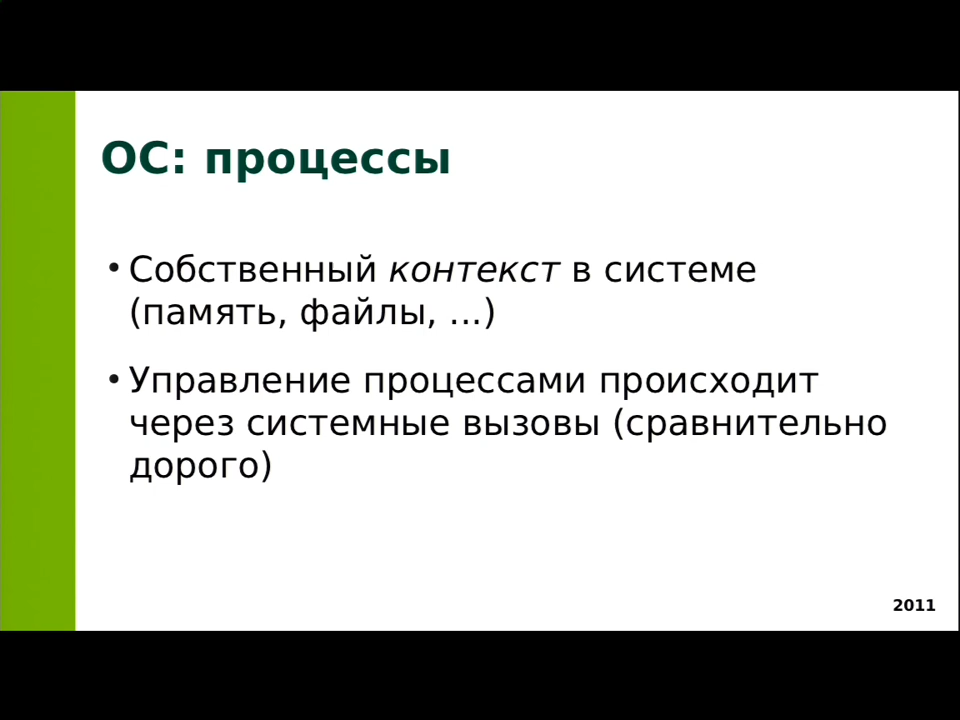 ОС: процессы
• Собственный контекст в системе
(память, файлы, ...)
• Управление процессами происходит
через системные вызовы (сравнительно
дорого)
2011